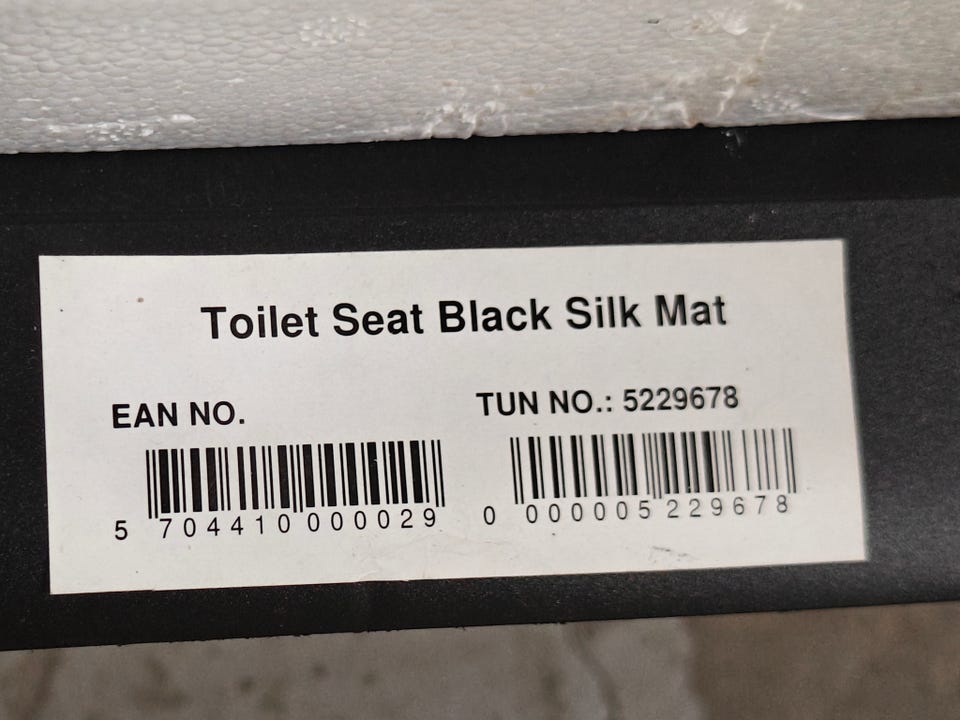 Toilet Seat Black Silk Mat
EAN NO.
TUN NO.: 5229678
5 704410 000029
0 000005 229678